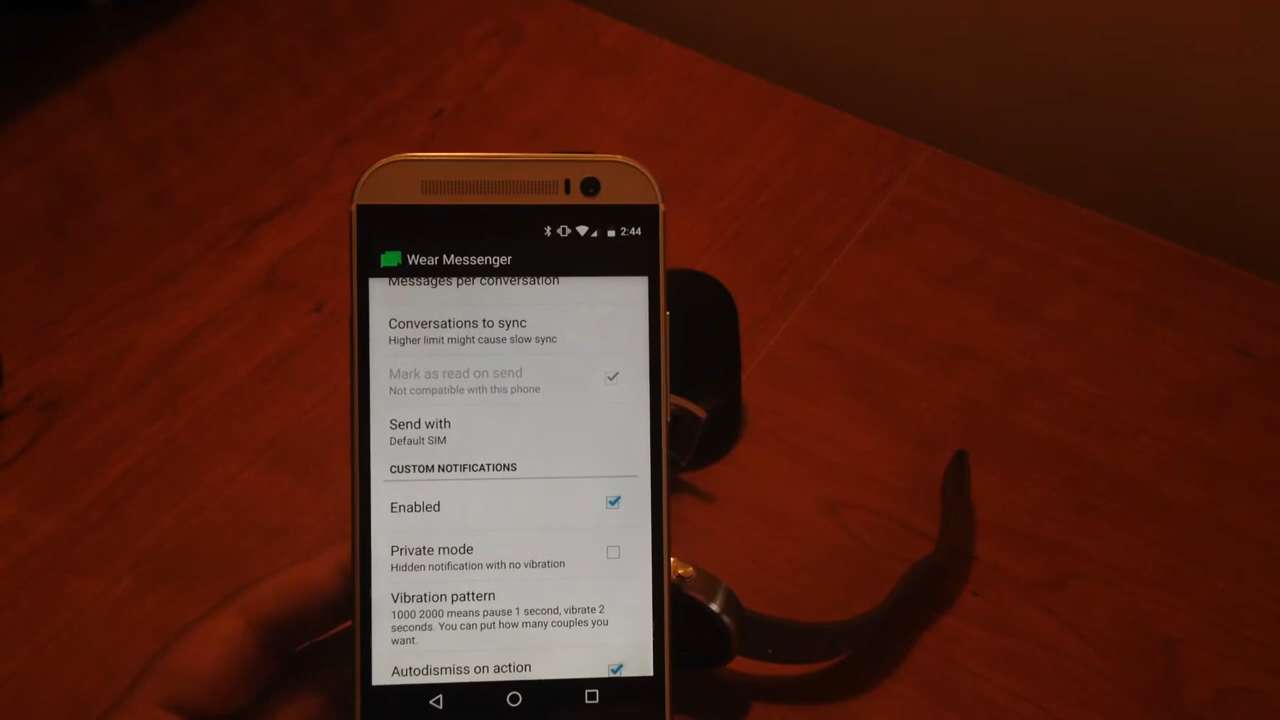 2:44
Wear Messenger
Messages per conversation
Conversations to sync
Higher limit might cause slow sync
Mark as read on send
Not compatible with this phone
Send with
Default SIM
CUSTOM NOTIFICATIONS
Enabled
Private mode
Hidden notification with no vibration
Vibration pattern
1000 2000 means pause 1 second, vibrate 2
seconds. You can put how many couples you
want.
Autodismiss on action